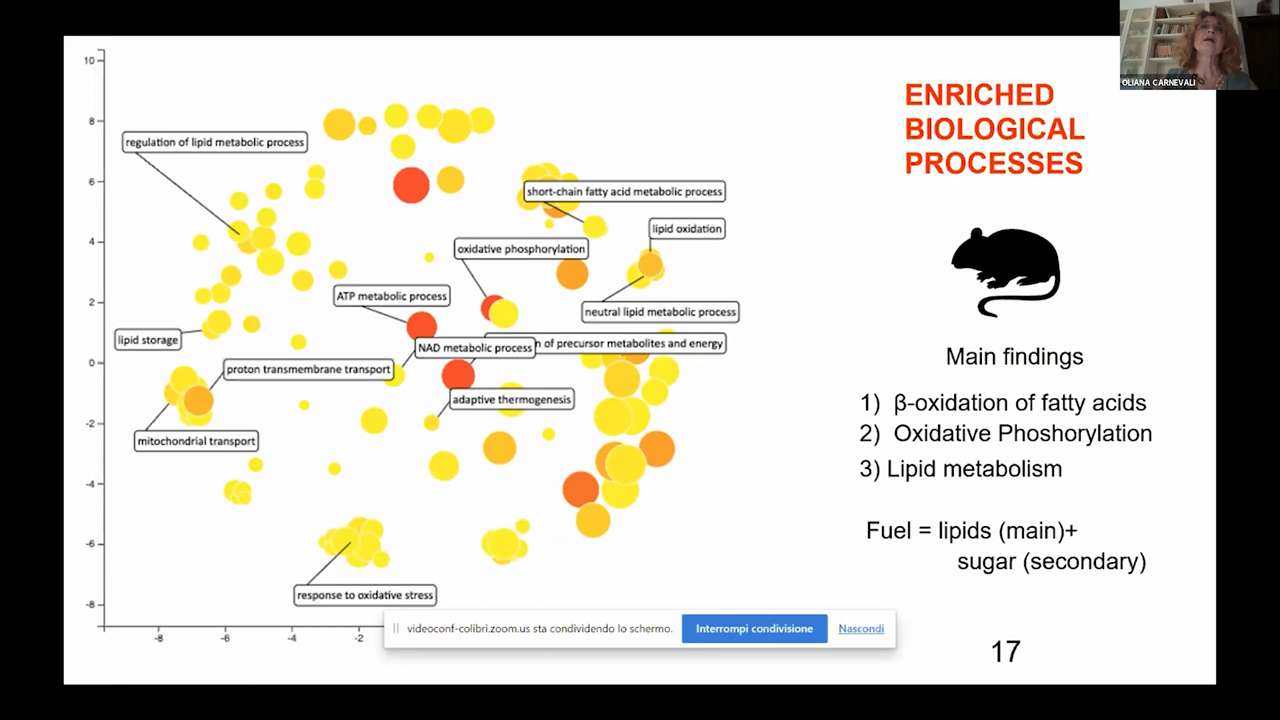 OLIANA CARNEVALI
ENRICHED
BIOLOGICAL
PROCESSES
10
8
6
4
2
0
-2
-4
-6
-8
-8
-6
-4
-2
regulation of lipid metabolic process
short-chain fatty acid metabolic process
lipid oxidation
oxidative phosphorylation
ATP metabolic process
neutral lipid metabolic process
lipid storage
NAD metabolic process
n of precursor metabolites and energy
proton transmembrane transport
adaptive thermogenesis
mitochondrial transport
response to oxidative stress
Main findings
1) β-oxidation of fatty acids
2) Oxidative Phoshorylation
3) Lipid metabolism
Fuel = lipids (main)+
sugar (secondary)
videoconf-colibri.zoom.us sta condividendo lo schermo.
Interrompi condivisione
Nascondi
17